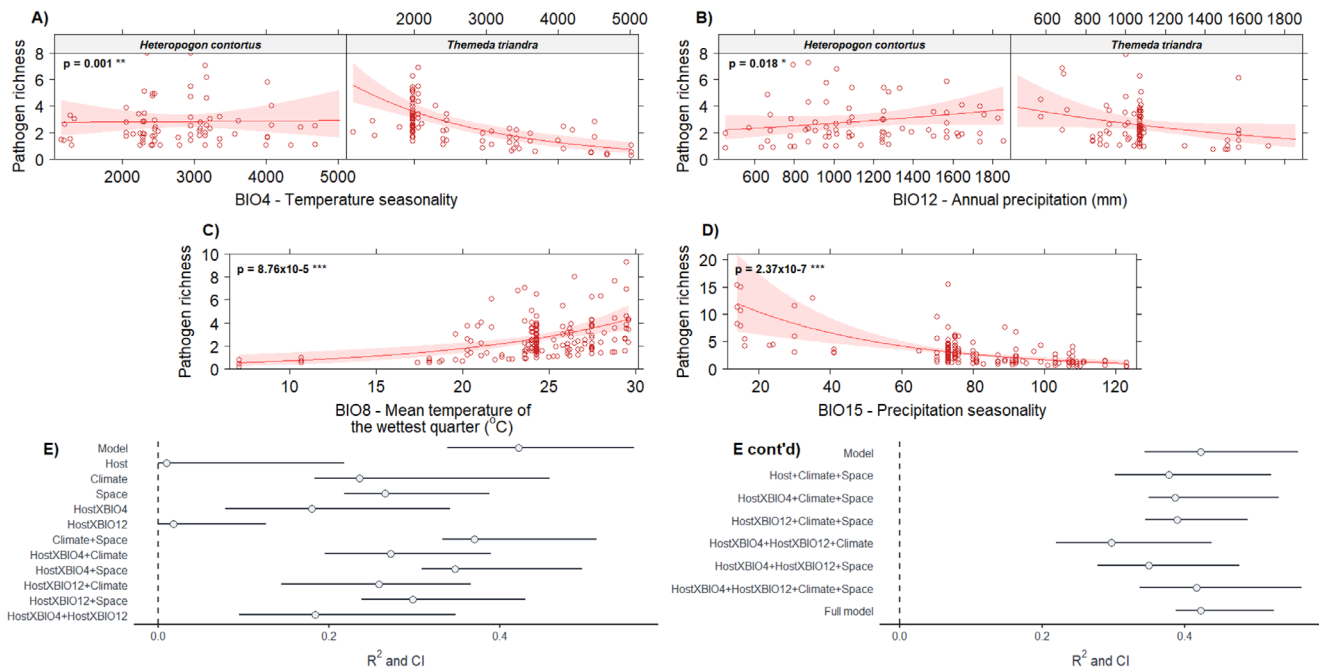 A)
2000 3000 4000 5000
Heteropogon contortus Themeda triandra
p = 0.001 **
Pathogen richness
8
6
4
2
0
2000 3000 4000 5000
BIO4 - Temperature seasonality
B)
600 800 1000 1200 1400 1600 1800
Heteropogon contortus Themeda triandra
p = 0.018 *
Pathogen richness
8
6
4
2
0
600 800 1000 1200 1400 1600 1800
BIO12 - Annual precipitation (mm)
C)
p = 8.76x10-5 ***
Pathogen richness
10
8
6
4
2
0
10 15 20 25 30
BIO8 - Mean temperature of
the wettest quarter (°C)
D)
p = 2.37x10-7 ***
Pathogen richness
20
15
10
5
0
20 40 60 80 100 120
BIO15 - Precipitation seasonality
E)
Model
Host
Climate
Space
HostXBIO4
HostXBIO12
Climate+Space
HostXBIO4+Climate
HostXBIO4+Space
HostXBIO12+Climate
HostXBIO12+Space
HostXBIO4+HostXBIO12
0.0 0.2 0.4
R² and CI
E cont'd)
Model
Host+Climate+Space
HostXBIO4+Climate+Space
HostXBIO12+Climate+Space
HostXBIO4+HostXBIO12+Climate
HostXBIO4+HostXBIO12+Space
HostXBIO4+HostXBIO12+Climate+Space
Full model
0.0 0.2 0.4
R² and CI